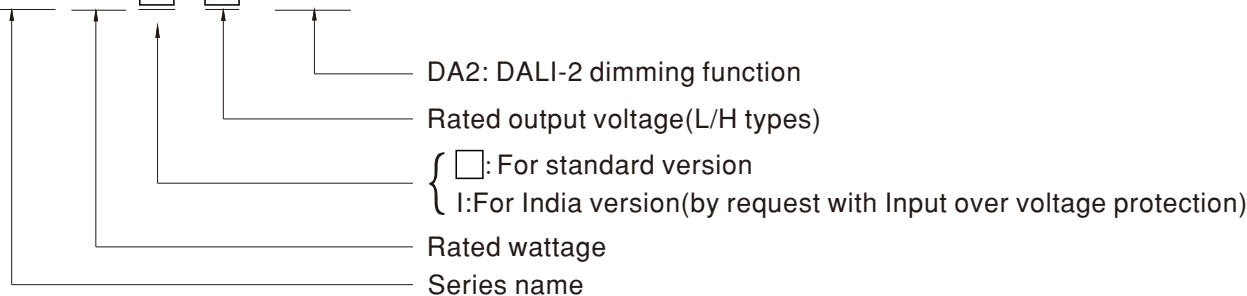 DA2: DALI-2 dimming function
Rated output voltage(L/H types)
□: For standard version
I:For India version(by request with Input over voltage protection)
Rated wattage
Series name